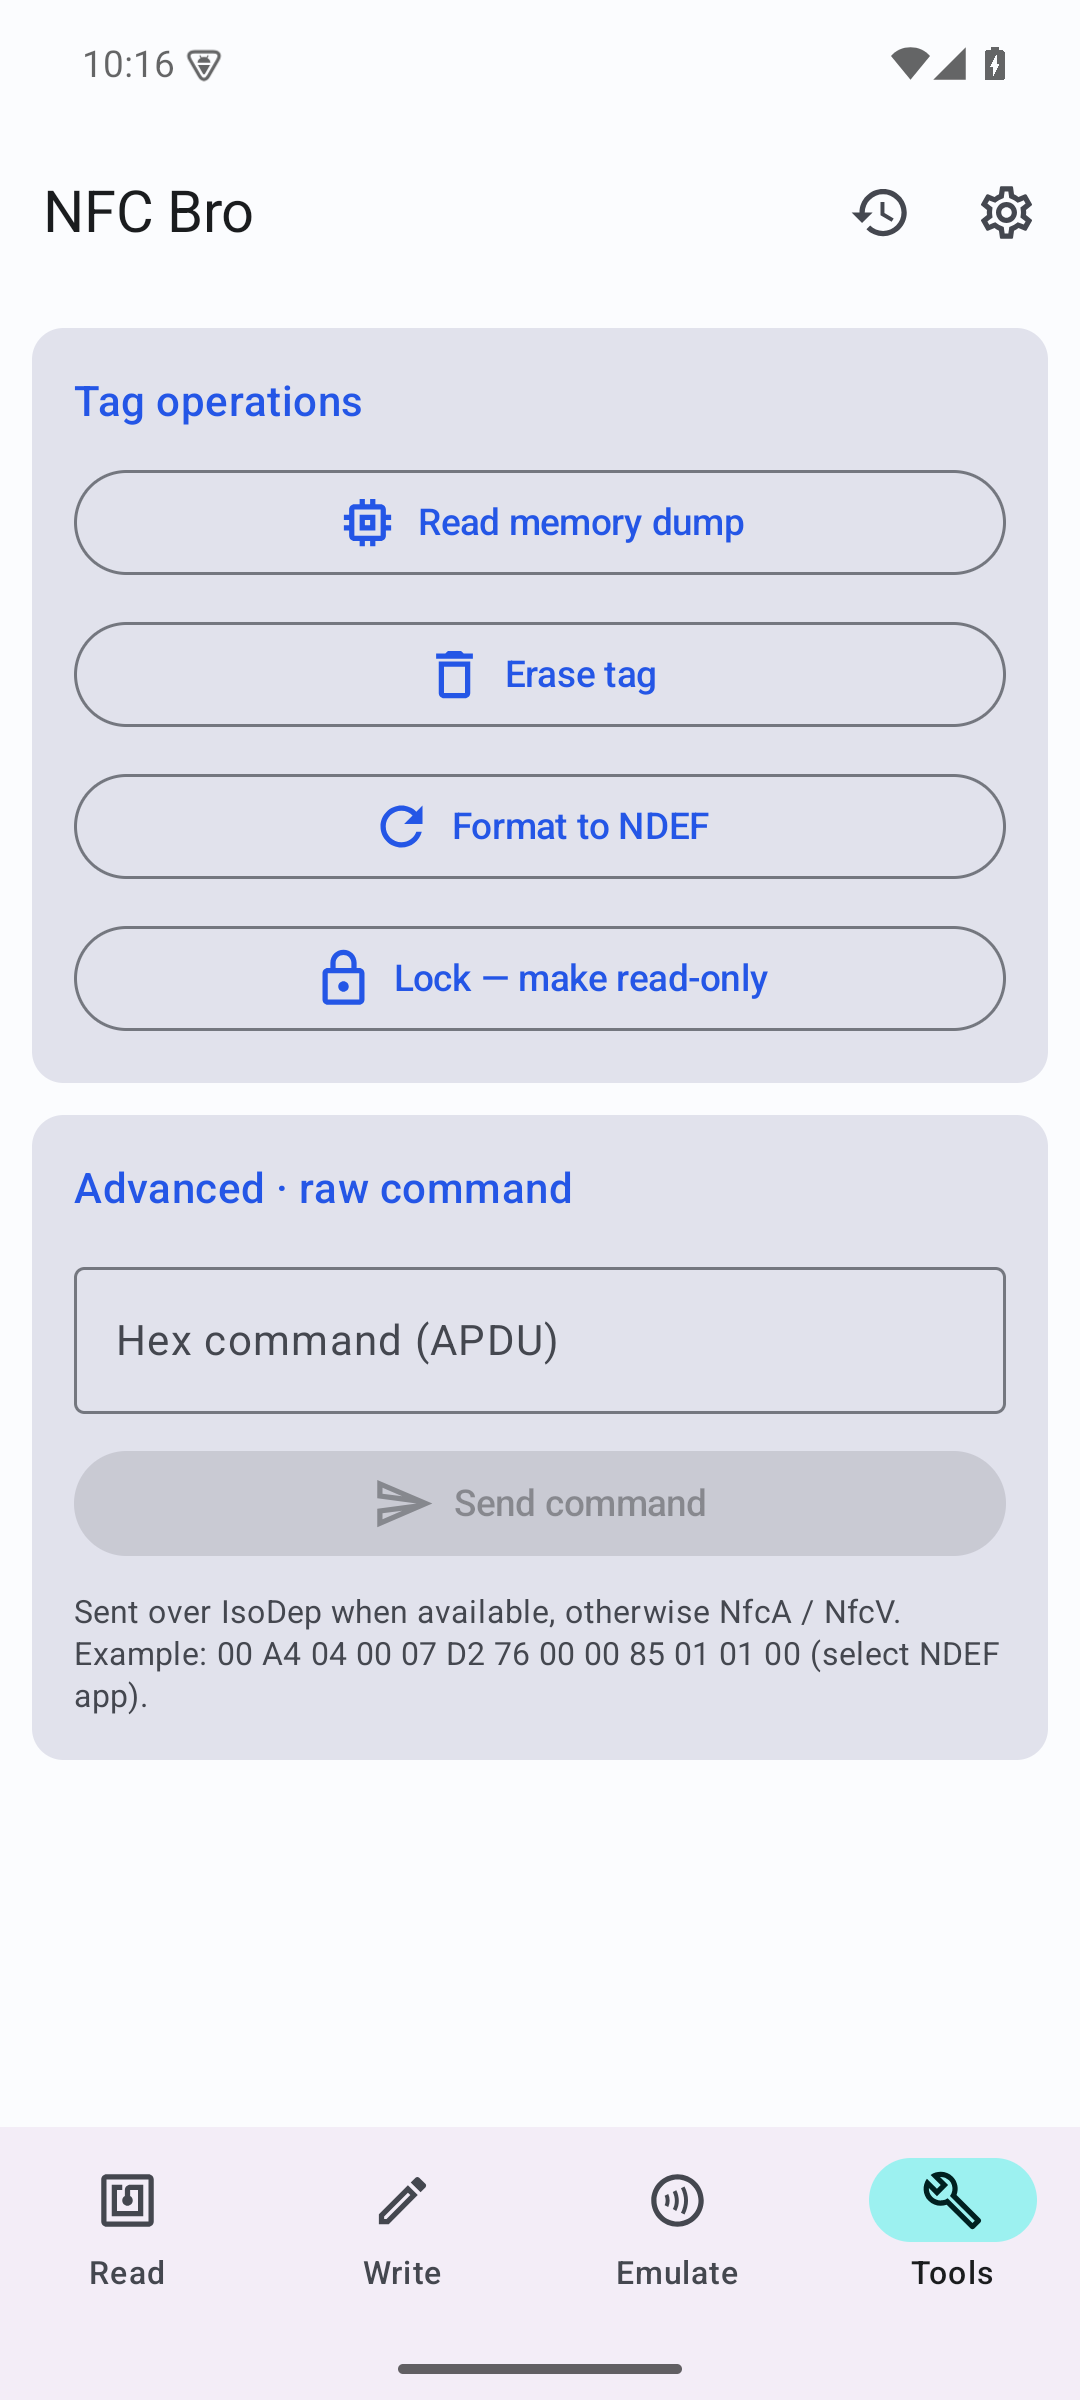 10:16
NFC Bro
Tag operations
Read memory dump
Erase tag
Format to NDEF
Lock — make read-only
Advanced · raw command
Hex command (APDU)
Send command
Sent over IsoDep when available, otherwise NfcA / NfcV.
Example: 00 A4 04 00 07 D2 76 00 00 85 01 01 00 (select NDEF
app).
Read
Write
Emulate
Tools